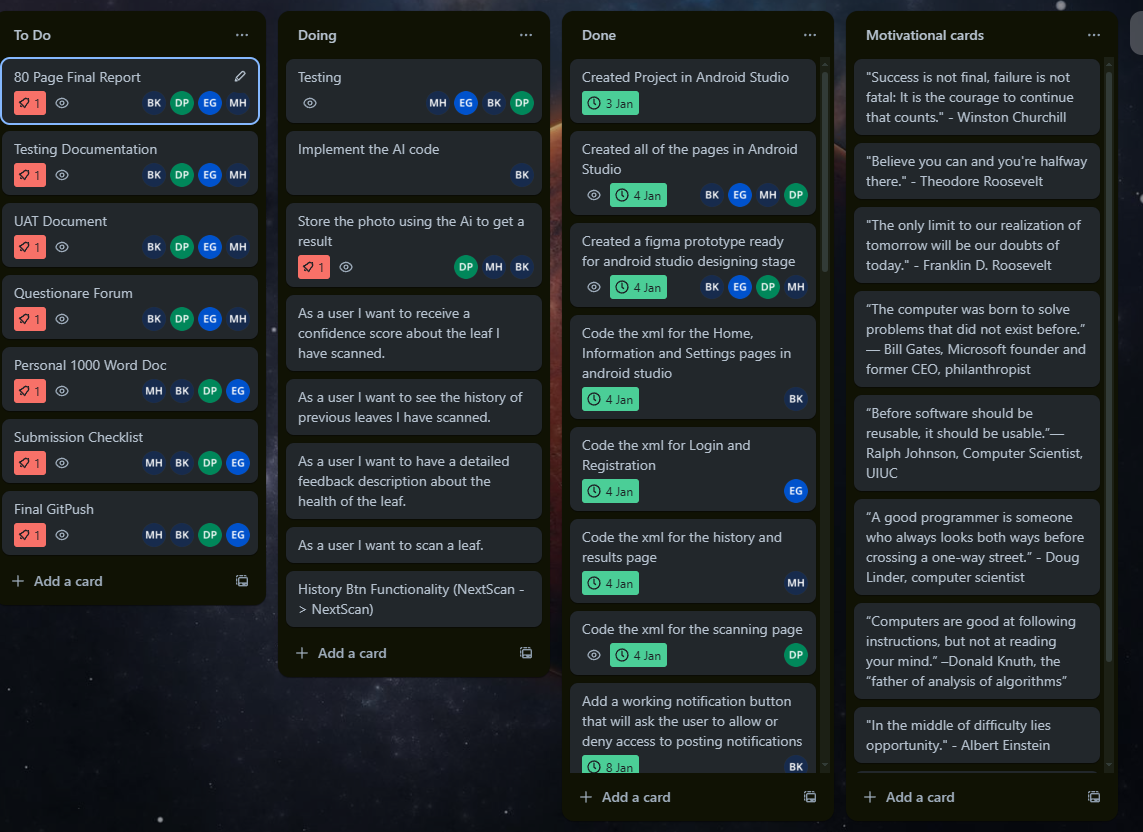 To Do
80 Page Final Report
1
BK DP EG MH
Testing Documentation
1
BK DP EG MH
UAT Document
1
BK DP EG MH
Questionare Forum
1
BK DP EG MH
Personal 1000 Word Doc
1
MH BK DP EG
Submission Checklist
1
MH BK DP EG
Final GitPush
1
MH BK DP EG
+ Add a card
Doing
Testing
MH EG BK DP
Implement the AI code
BK
Store the photo using the Ai to get a
result
1
DP MH BK
As a user I want to receive a
confidence score about the leaf I
have scanned.
As a user I want to see the history of
previous leaves I have scanned.
As a user I want to have a detailed
feedback description about the
health of the leaf.
As a user I want to scan a leaf.
History Btn Functionality (NextScan -
> NextScan)
+ Add a card
Done
Created Project in Android Studio
3 Jan
Created all of the pages in Android
Studio
4 Jan
BK EG MH DP
Created a figma prototype ready
for android studio designing stage
4 Jan
BK EG DP MH
Code the xml for the Home,
Information and Settings pages in
android studio
4 Jan
BK
Code the xml for Login and
Registration
4 Jan
EG
Code the xml for the history and
results page
4 Jan
MH
Code the xml for the scanning page
4 Jan
DP
Add a working notification button
that will ask the user to allow or
deny access to posting notifications
8 Jan
BK
+ Add a card
Motivational cards
"Success is not final, failure is not
fatal: It is the courage to continue
that counts." - Winston Churchill
"Believe you can and you're halfway
there." - Theodore Roosevelt
"The only limit to our realization of
tomorrow will be our doubts of
today." - Franklin D. Roosevelt
“The computer was born to solve
problems that did not exist before.”
— Bill Gates, Microsoft founder and
former CEO, philanthropist
“Before software should be
reusable, it should be usable.”—
Ralph Johnson, Computer Scientist,
UIUC
“A good programmer is someone
who always looks both ways before
crossing a one-way street.” - Doug
Linder, computer scientist
“Computers are good at following
instructions, but not at reading
your mind.” –Donald Knuth, the
“father of analysis of algorithms”
"In the middle of difficulty lies
opportunity." - Albert Einstein
+ Add a card